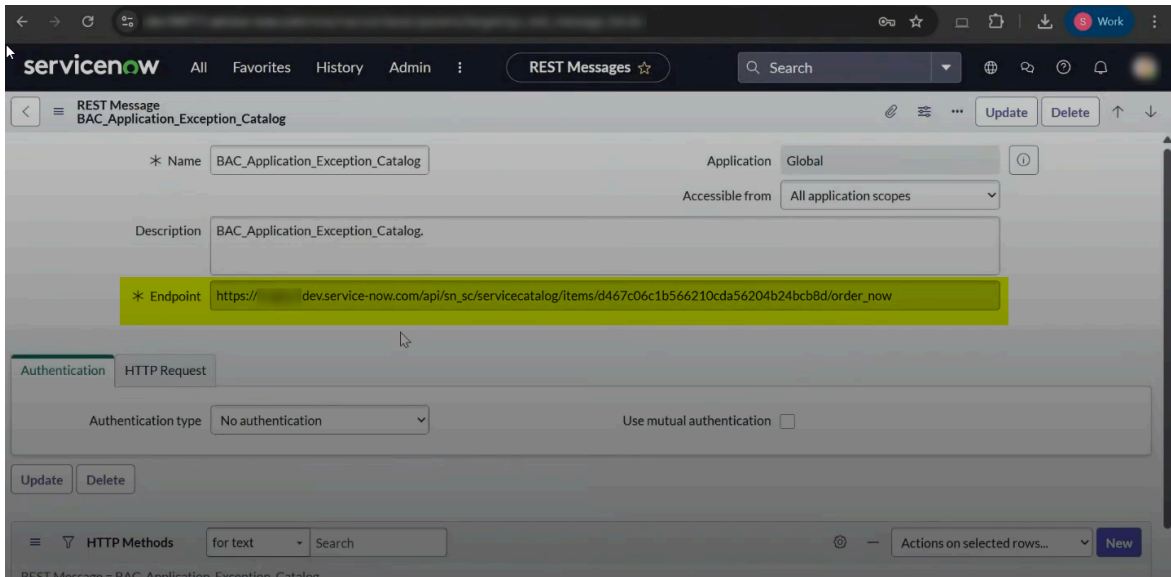 S Work
servicenow All Favorites History Admin REST Messages Search
REST Message
BAC_Application_Exception_Catalog
Update Delete
* Name BAC_Application_Exception_Catalog Application Global
Accessible from All application scopes
Description BAC_Application_Exception_Catalog.
* Endpoint https:// dev.service-now.com/api/sn_sc/servicecatalog/items/d467c06c1b566210cda56204b24bcb8d/order_now
Authentication HTTP Request
Authentication type No authentication Use mutual authentication
Update Delete
HTTP Methods for text Search Actions on selected rows... New
REST Message = BAC_Application_Exception_Catalog